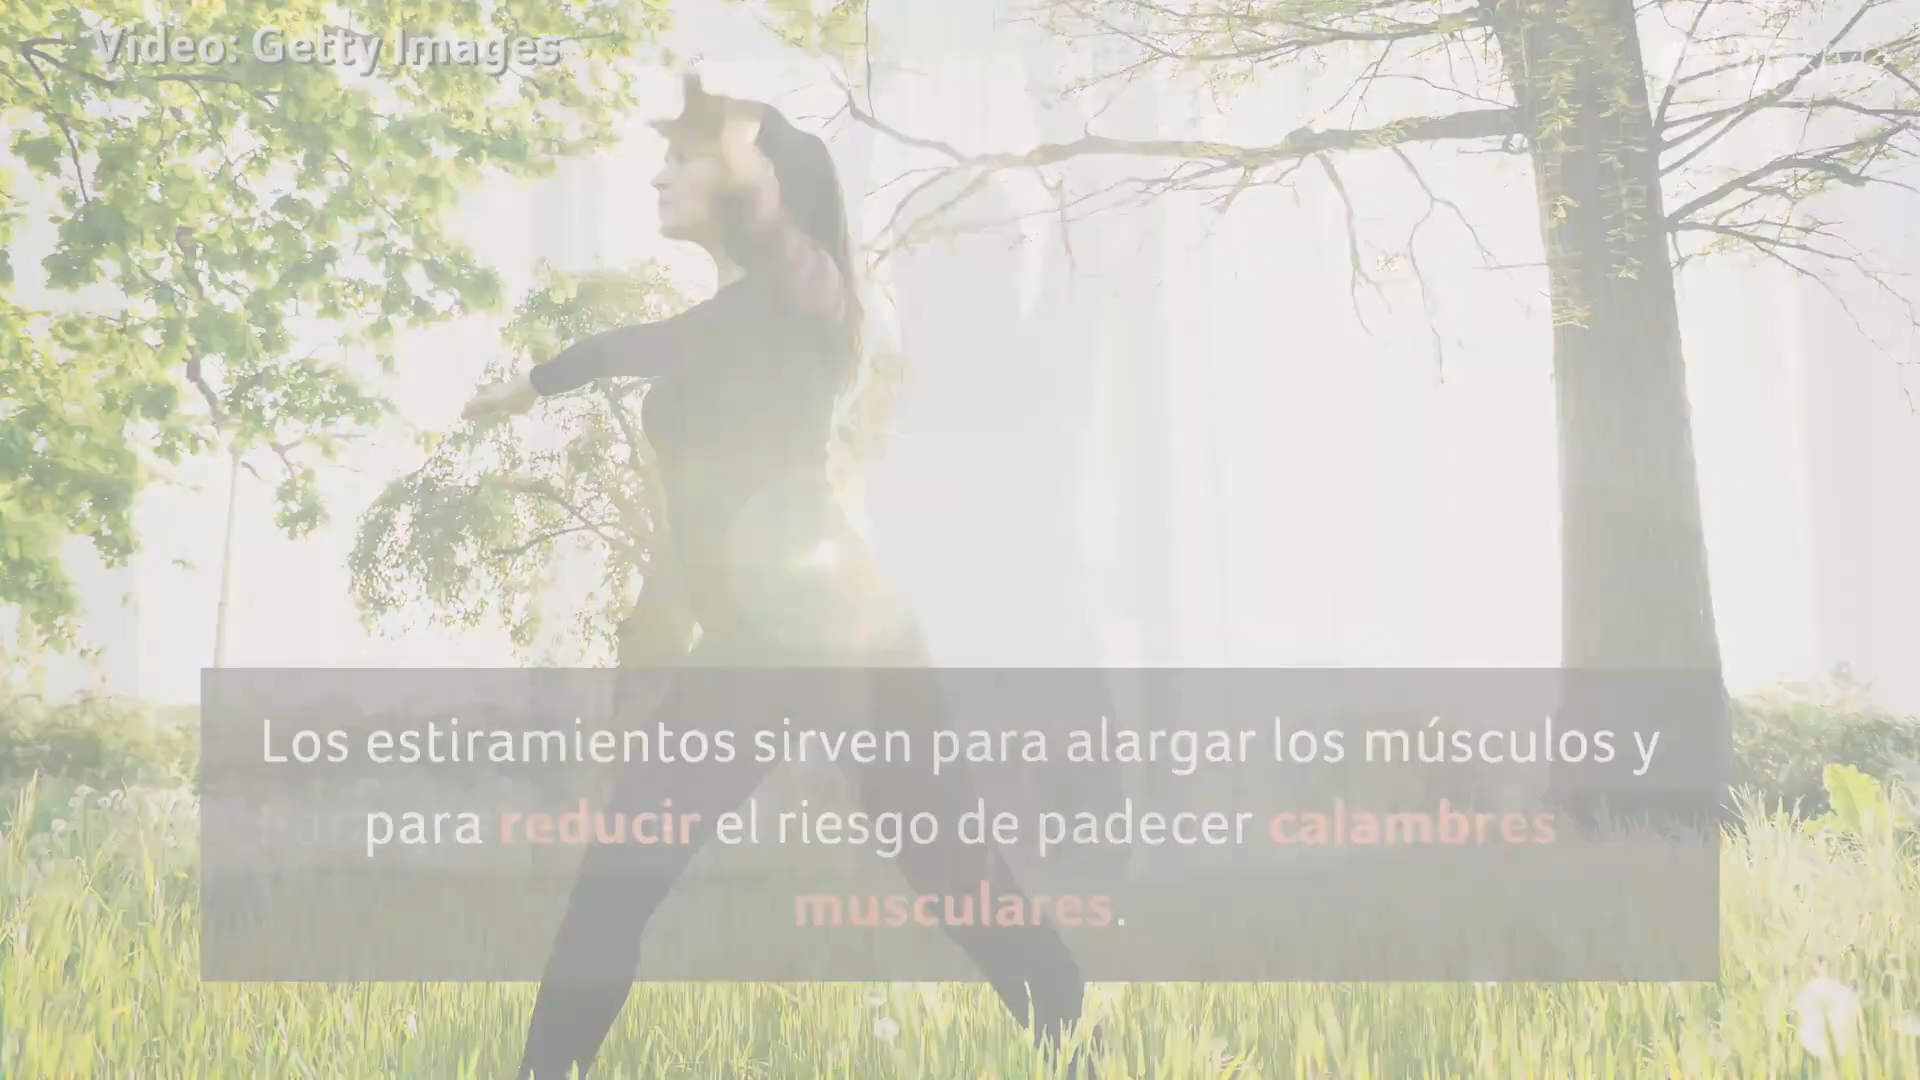 Video: Getty Images
Los estiramientos sirven para alargar los músculos y
para reducir el riesgo de padecer calambres
musculares.